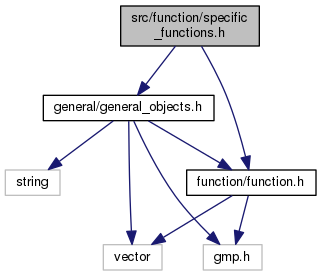 src/function/specific
_functions.h
general/general_objects.h
string
function/function.h
vector
gmp.h